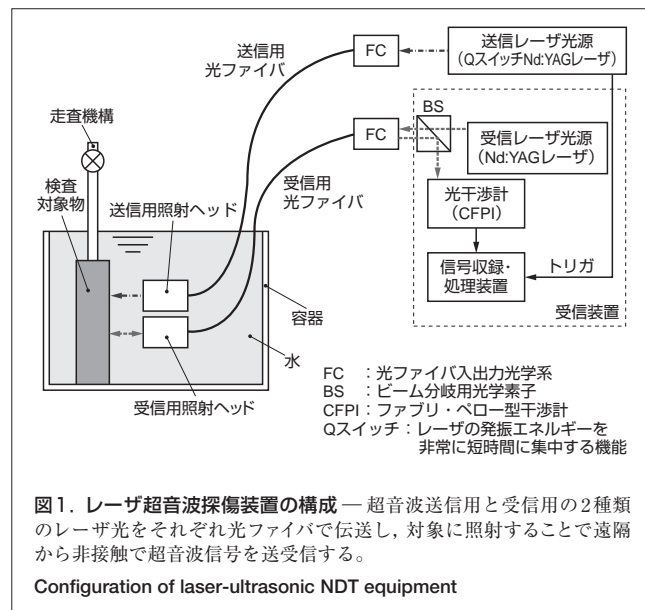 送信用
光ファイバ
FC
送信レーザ光源
(QスイッチNd:YAGレーザ)
走査機構
BS
FC
受信レーザ光源
(Nd:YAGレーザ)
検査
対象物
送信用照射ヘッド
受信用
光ファイバ
光干渉計
(CFPI)
信号収録・
処理装置
トリガ
受信装置
容器
水
受信用照射ヘッド
FC :光ファイバ入出力光学系
BS :ビーム分岐用光学素子
CFPI:ファブリ・ペロー型干渉計
Qスイッチ:レーザの発振エネルギーを
非常に短時間に集中する機能
図1.レーザ超音波探傷装置の構成 — 超音波送信用と受信用の2種類
のレーザ光をそれぞれ光ファイバで伝送し,対象に照射することで遠隔
から非接触で超音波信号を送受信する。
Configuration of laser-ultrasonic NDT equipment